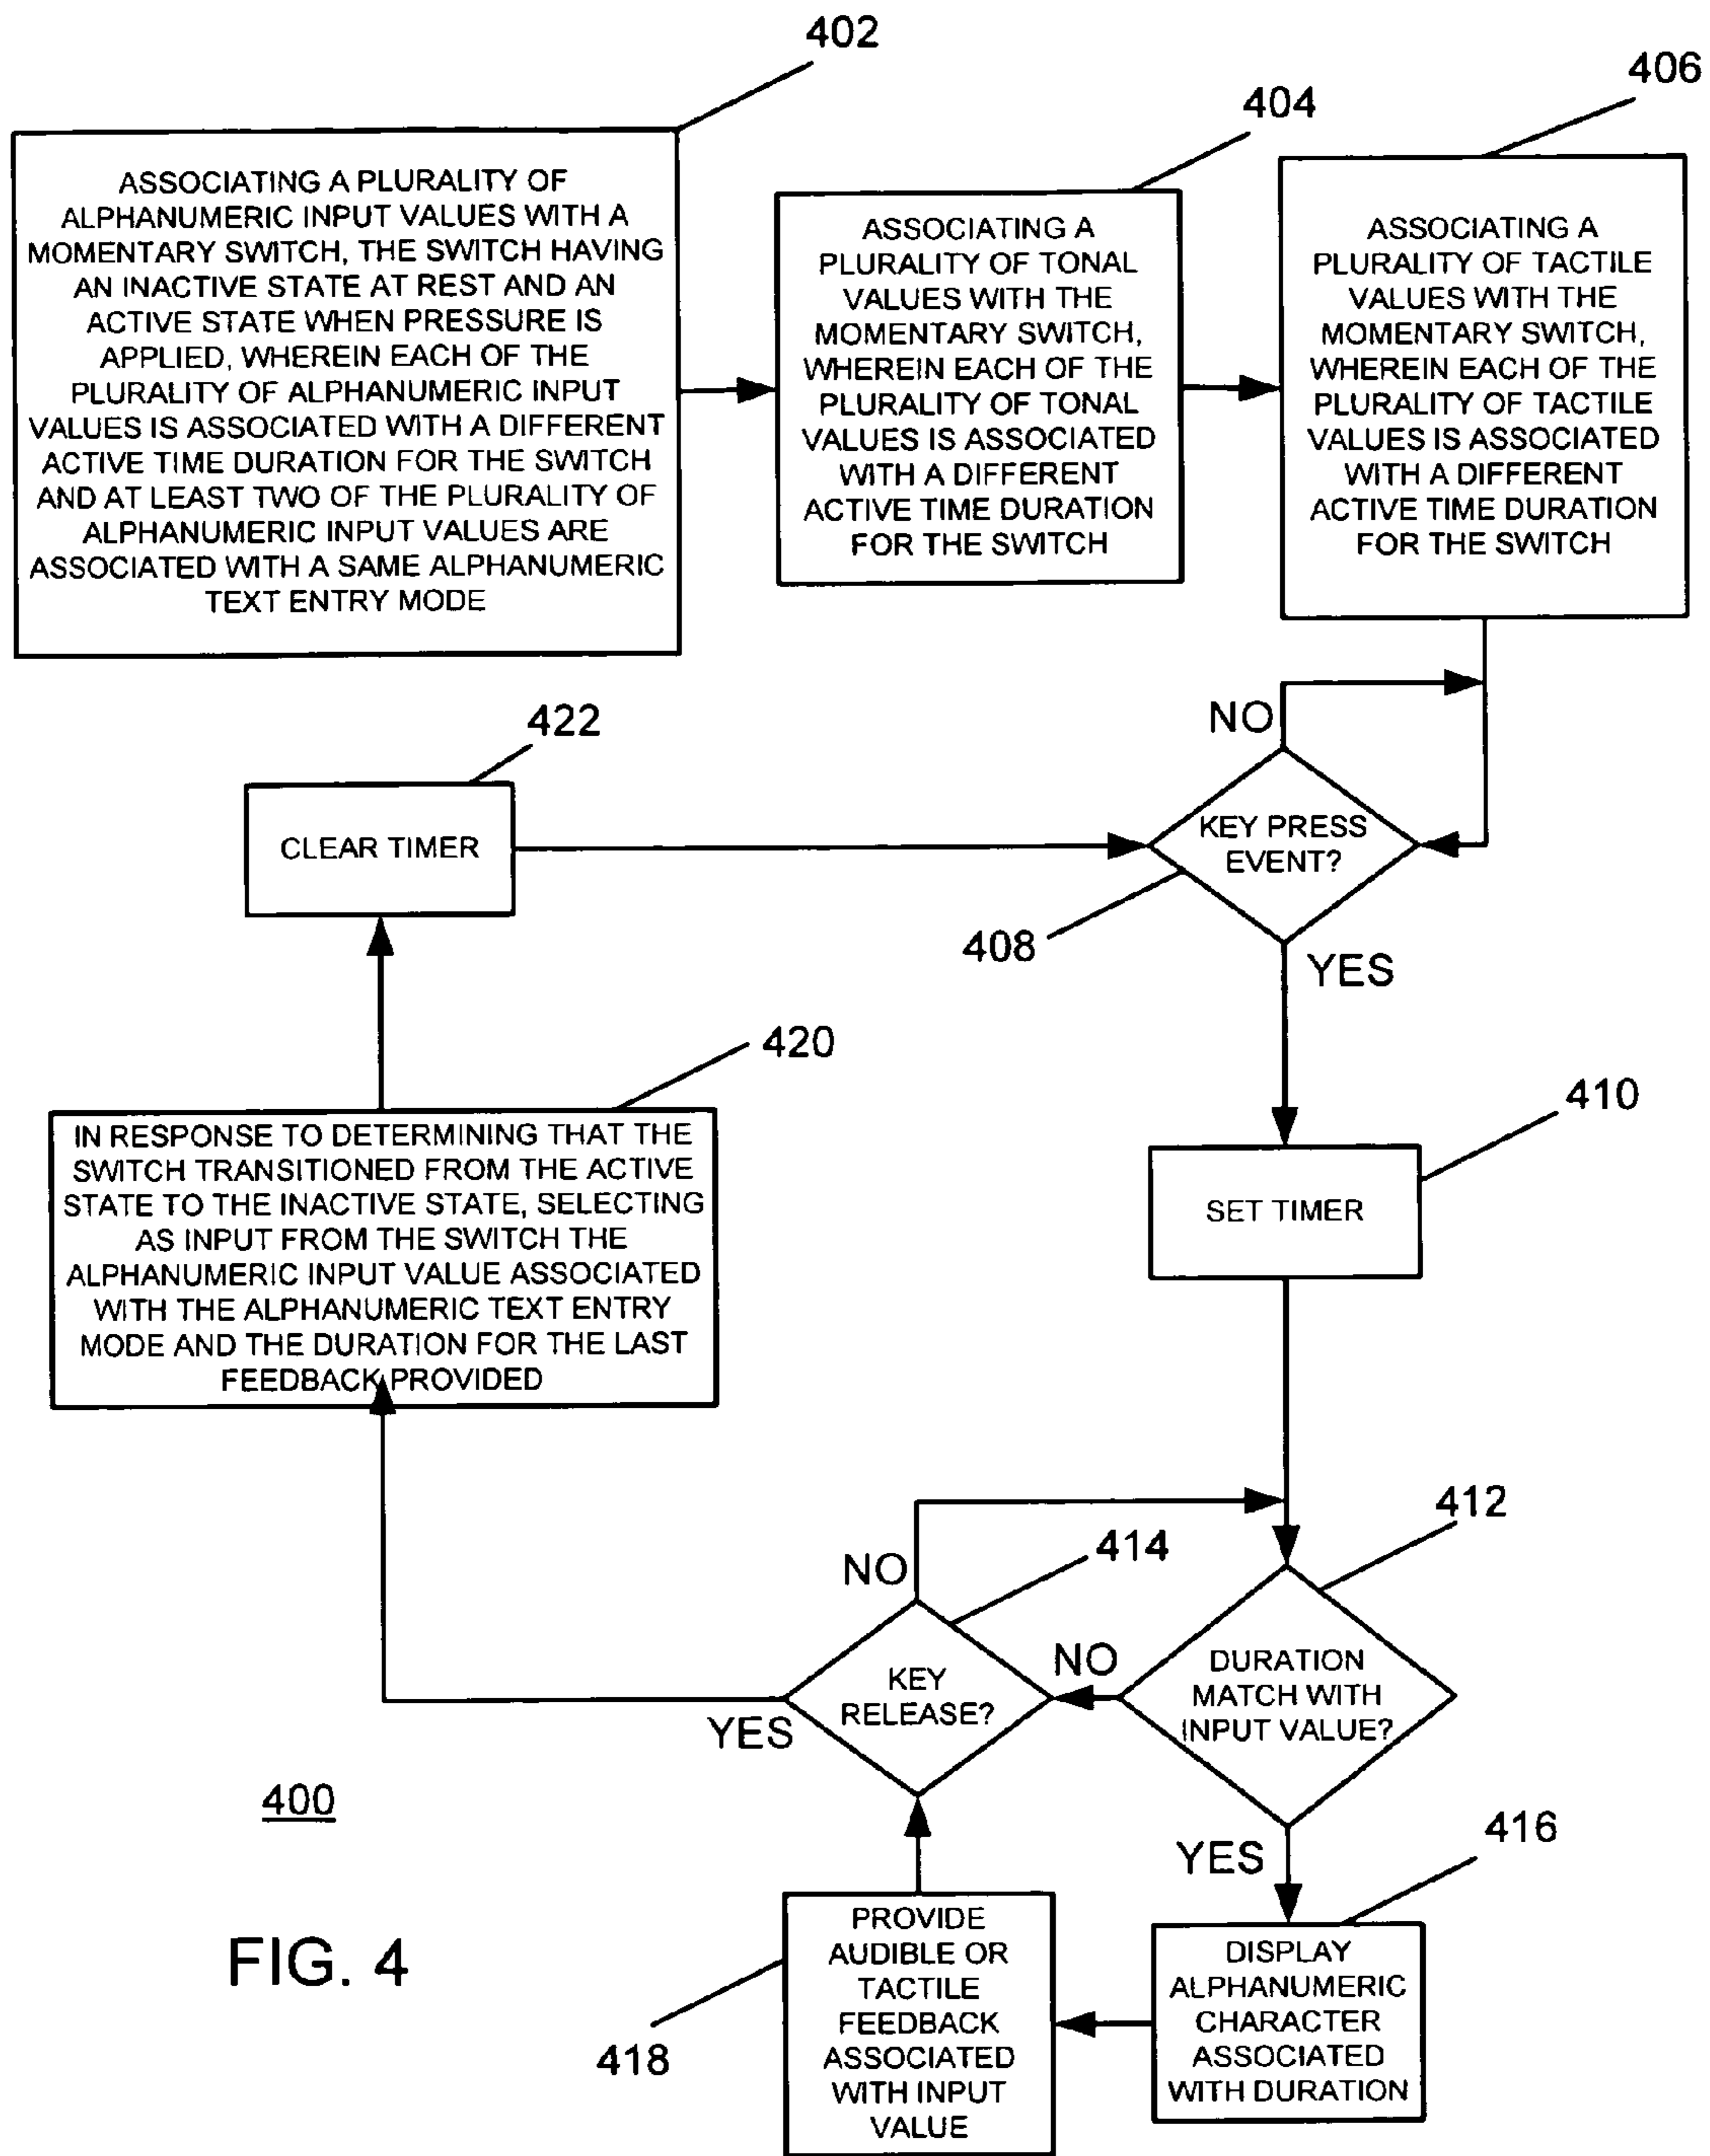 402
ASSOCIATING A PLURALITY OF
ALPHANUMERIC INPUT VALUES WITH A
MOMENTARY SWITCH, THE SWITCH HAVING
AN INACTIVE STATE AT REST AND AN
ACTIVE STATE WHEN PRESSURE IS
APPLIED, WHEREIN EACH OF THE
PLURALITY OF ALPHANUMERIC INPUT
VALUES IS ASSOCIATED WITH A DIFFERENT
ACTIVE TIME DURATION FOR THE SWITCH
AND AT LEAST TWO OF THE PLURALITY OF
ALPHANUMERIC INPUT VALUES ARE
ASSOCIATED WITH A SAME ALPHANUMERIC
TEXT ENTRY MODE
404
ASSOCIATING A
PLURALITY OF TONAL
VALUES WITH THE
MOMENTARY SWITCH,
WHEREIN EACH OF THE
PLURALITY OF TONAL
VALUES IS ASSOCIATED
WITH A DIFFERENT
ACTIVE TIME DURATION
FOR THE SWITCH
406
ASSOCIATING A
PLURALITY OF TACTILE
VALUES WITH THE
MOMENTARY SWITCH,
WHEREIN EACH OF THE
PLURALITY OF TACTILE
VALUES IS ASSOCIATED
WITH A DIFFERENT
ACTIVE TIME DURATION
FOR THE SWITCH
NO
KEY PRESS
EVENT?
408
YES
422
CLEAR TIMER
410
SET TIMER
420
IN RESPONSE TO DETERMINING THAT THE
SWITCH TRANSITIONED FROM THE ACTIVE
STATE TO THE INACTIVE STATE, SELECTING
AS INPUT FROM THE SWITCH THE
ALPHANUMERIC INPUT VALUE ASSOCIATED
WITH THE ALPHANUMERIC TEXT ENTRY
MODE AND THE DURATION FOR THE LAST
FEEDBACK PROVIDED
412
DURATION
MATCH WITH
INPUT VALUE?
NO
YES
414
NO
KEY
RELEASE?
YES
416
DISPLAY
ALPHANUMERIC
CHARACTER
ASSOCIATED
WITH DURATION
418
PROVIDE
AUDIBLE OR
TACTILE
FEEDBACK
ASSOCIATED
WITH INPUT
VALUE
400
FIG. 4